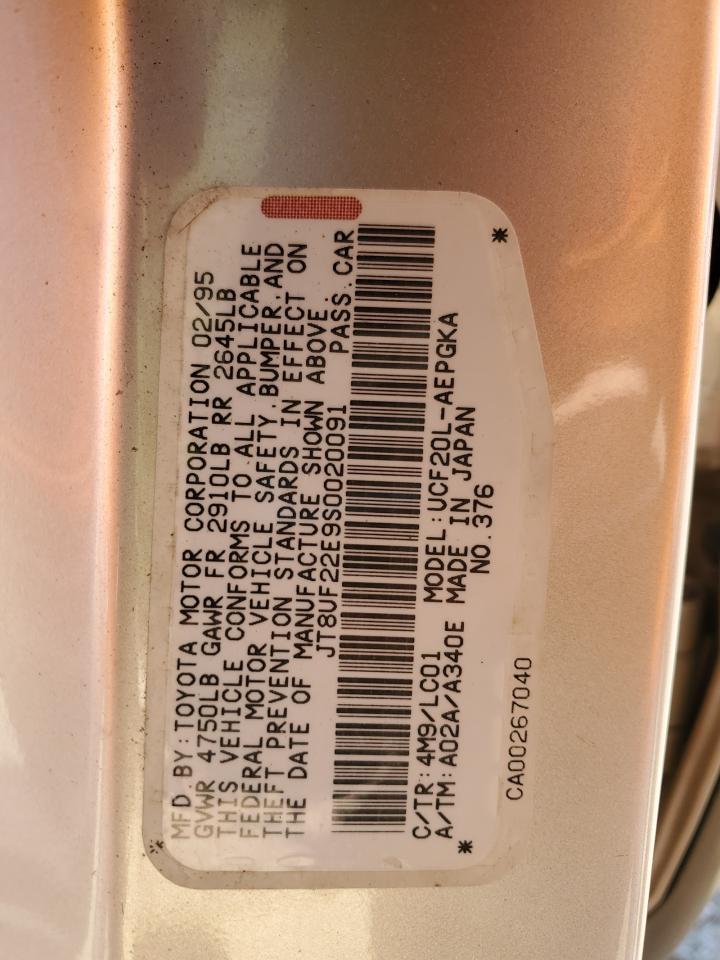 MFD.BY:TOYOTA MOTOR CORPORATION 02/95
GVWR 4750LB GAWR FR 2910LB RR 2645LB
THIS VEHICLE CONFORMS TO ALL APPLICABLE
FEDERAL MOTOR VEHICLE SAFETY,BUMPER,AND
THEFT PREVENTION STANDARDS IN EFFECT ON
THE DATE OF MANUFACTURE SHOWN ABOVE.
JT8UF22E9S0020091 PASS.CAR
C/TR:4M9/LC01 MODEL:UCF20L-AEPGKA
A/TM:A02A/A340E MADE IN JAPAN
NO.376
CA00267040